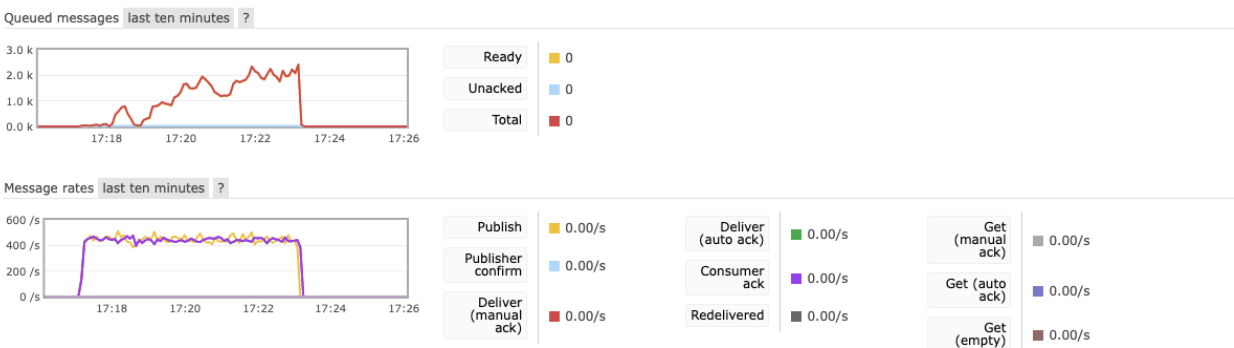 Queued messages last ten minutes ?
3.0 k
2.0 k
1.0 k
0.0 k
17:18 17:20 17:22 17:24 17:26
Ready 0
Unacked 0
Total 0
Message rates last ten minutes ?
600 /s
400 /s
200 /s
0 /s
17:18 17:20 17:22 17:24 17:26
Publish 0.00/s
Publisher
confirm 0.00/s
Deliver
(manual
ack) 0.00/s
Deliver
(auto ack) 0.00/s
Consumer
ack 0.00/s
Redelivered 0.00/s
Get
(manual
ack) 0.00/s
Get (auto
ack) 0.00/s
Get
(empty) 0.00/s